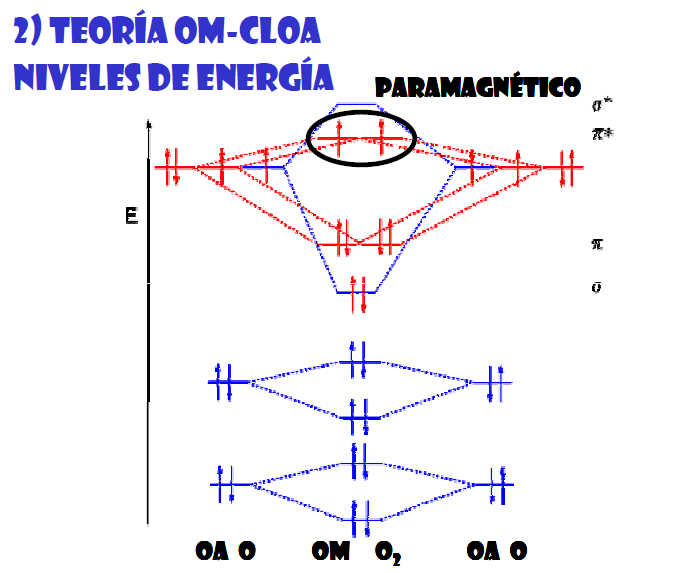 2) TEORÍA OM-CLOA
NIVELES DE ENERGÍA
PARAMAGNÉTICO
σ*
π*
E
π
σ
OA O
OM O₂
OA O